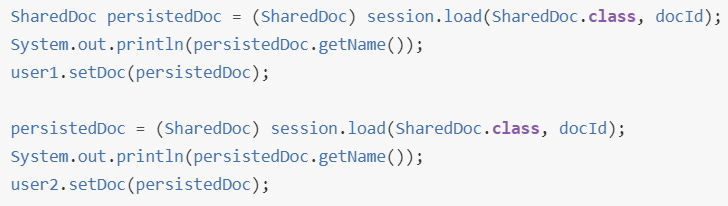 SharedDoc persistedDoc = (SharedDoc) session.load(SharedDoc.class, docId);
System.out.println(persistedDoc.getName());
user1.setDoc(persistedDoc);
persistedDoc = (SharedDoc) session.load(SharedDoc.class, docId);
System.out.println(persistedDoc.getName());
user2.setDoc(persistedDoc);